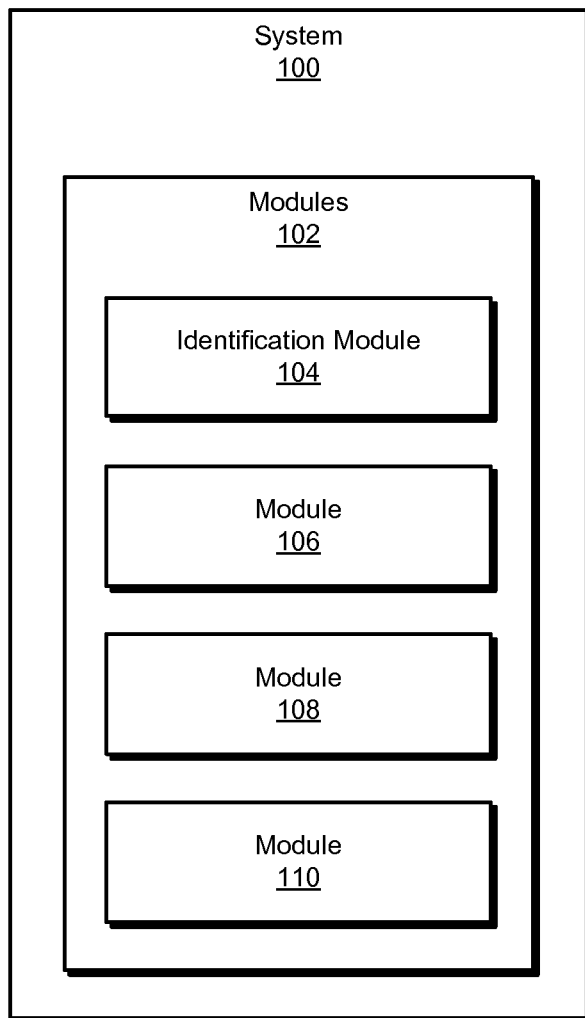 System
100
Modules
102
Identification Module
104
Module
106
Module
108
Module
110